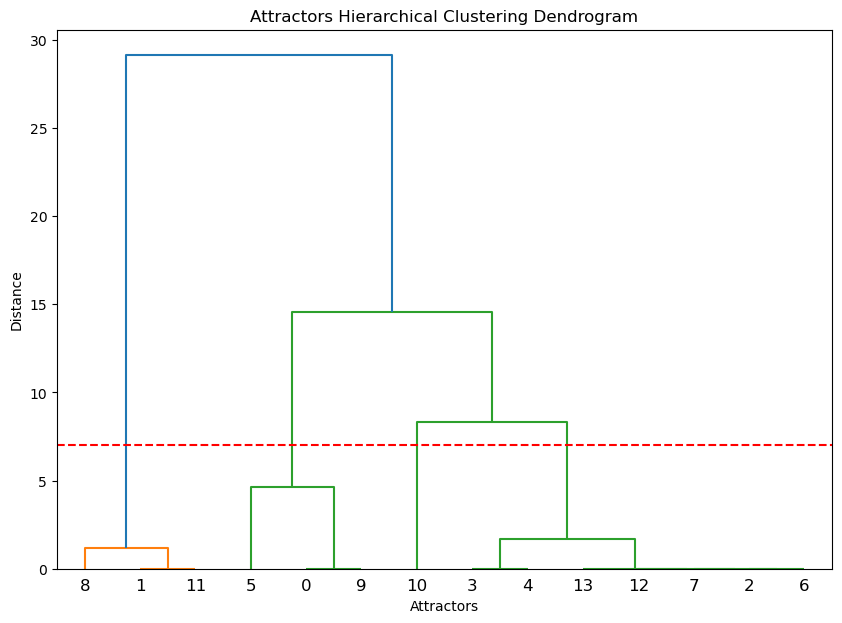 Attractors Hierarchical Clustering Dendrogram
30
25
20
15
10
5
0
Distance
8 1 11 5 0 9 10 3 4 13 12 7 2 6
Attractors